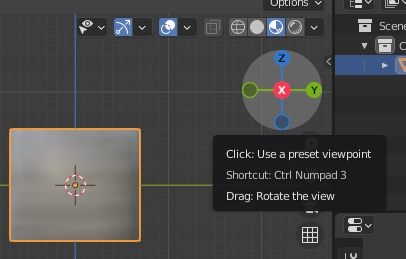 Options
Scene
Z
X
Y
Click: Use a preset viewpoint
Shortcut: Ctrl Numpad 3
Drag: Rotate the view